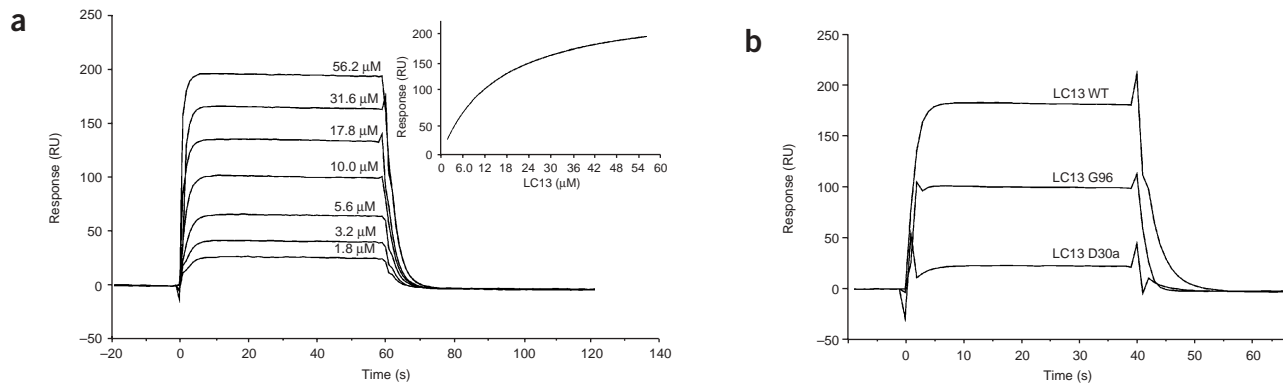 a
250
200
150
100
50
0
–50
Response (RU)
–20
0
20
40
60
80
100
120
140
Time (s)
56.2 μM
31.6 μM
17.8 μM
10.0 μM
5.6 μM
3.2 μM
1.8 μM
200
150
100
50
0
Response (RU)
0 6.0 12 18 24 30 36 42 48 54 60
LC13 (μM)
b
250
200
150
100
50
0
–50
Response (RU)
0
10
20
30
40
50
60
Time (s)
LC13 WT
LC13 G96
LC13 D30a